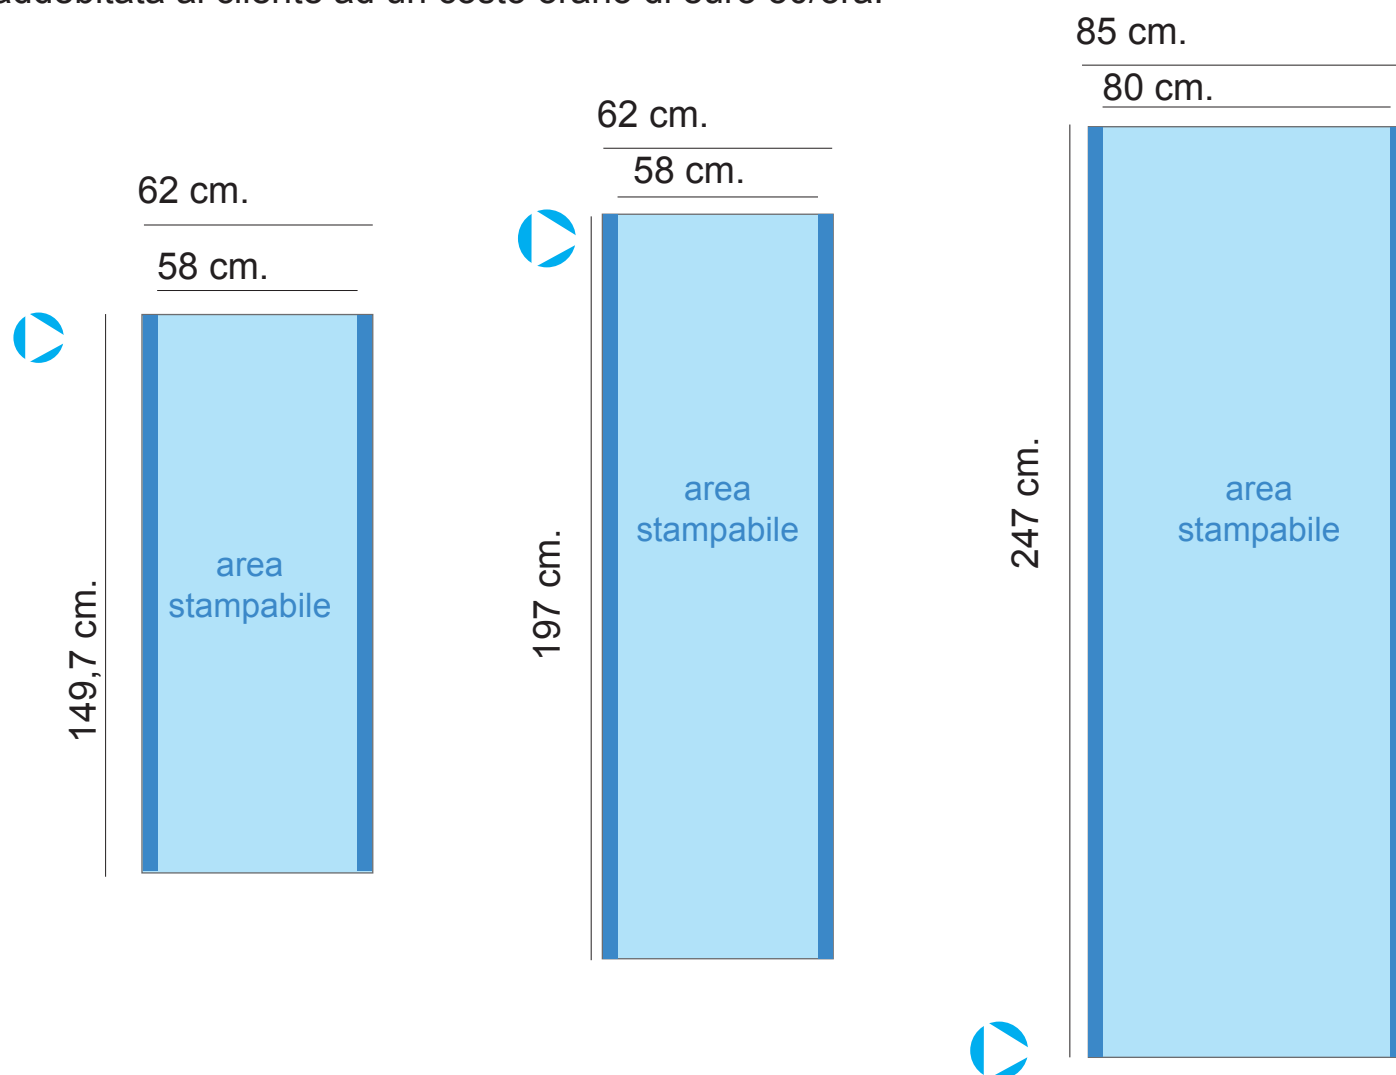 85 cm.
80 cm.
62 cm.
58 cm.
62 cm.
58 cm.
149,7 cm.
area
stampabile
197 cm.
area
stampabile
247 cm.
area
stampabile